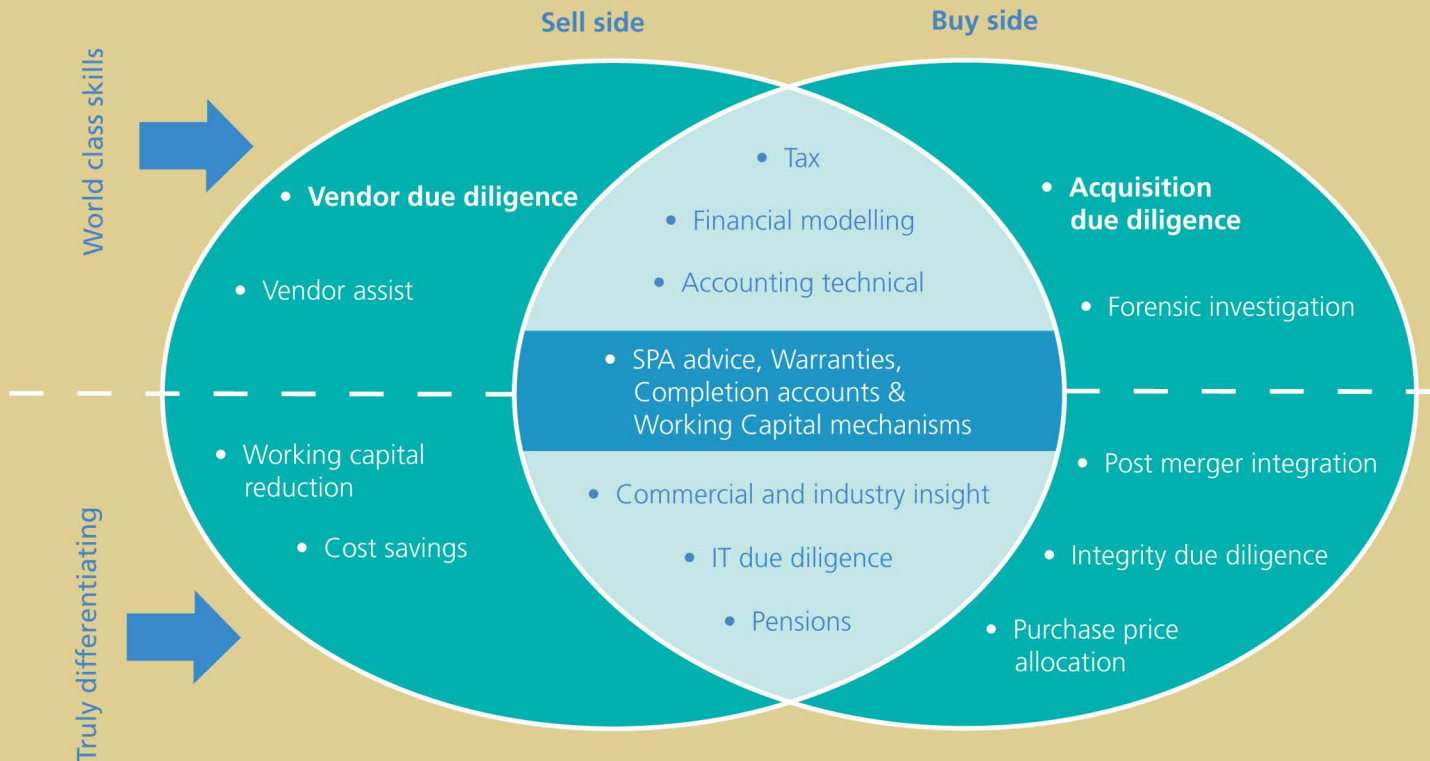 Sell side
Buy side
World class skills
• Vendor due diligence
• Vendor assist
• Working capital
reduction
• Cost savings
• Tax
• Financial modelling
• Accounting technical
• SPA advice, Warranties,
Completion accounts &
Working Capital mechanisms
• Commercial and industry insight
• IT due diligence
• Pensions
• Acquisition
due diligence
• Forensic investigation
• Post merger integration
• Integrity due diligence
• Purchase price
allocation
Truly differentiating